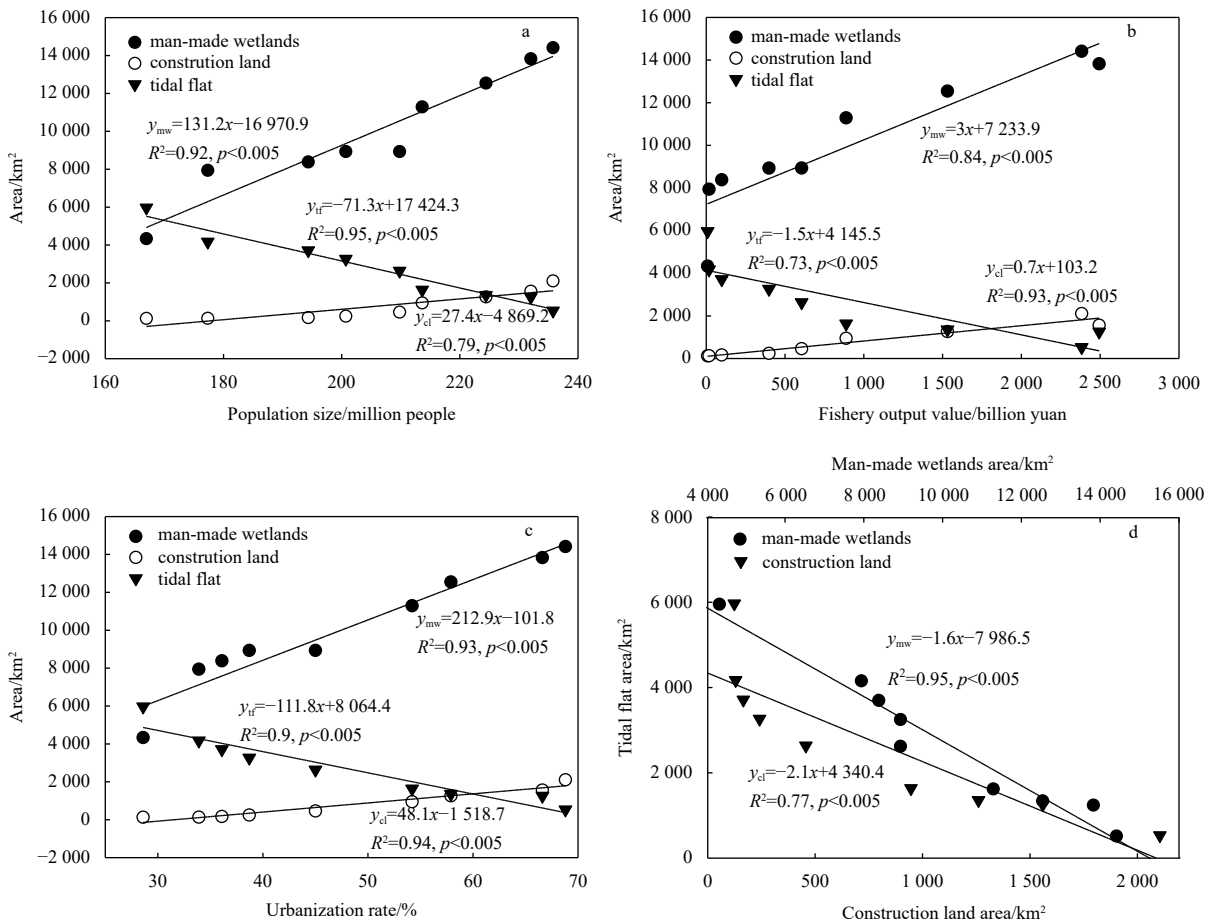 16 000
14 000
12 000
10 000
8 000
6 000
4 000
2 000
0
−2 000
Area/km²
a
man-made wetlands
constrution land
tidal flat
y_mw=131.2x−16 970.9
R²=0.92, p<0.005
y_tf=−71.3x+17 424.3
R²=0.95, p<0.005
y_cl=27.4x−4 869.2
R²=0.79, p<0.005
160 180 200 220 240
Population size/million people
16 000
14 000
12 000
10 000
8 000
6 000
4 000
2 000
0
Area/km²
b
man-made wetlands
constrution land
tidal flat
y_mw=3x+7 233.9
R²=0.84, p<0.005
y_tf=−1.5x+4 145.5
R²=0.73, p<0.005
y_cl=0.7x+103.2
R²=0.93, p<0.005
0 500 1 000 1 500 2 000 2 500 3 000
Fishery output value/billion yuan
16 000
14 000
12 000
10 000
8 000
6 000
4 000
2 000
0
−2 000
Area/km²
c
man-made wetlands
constrution land
tidal flat
y_mw=212.9x−101.8
R²=0.93, p<0.005
y_tf=−111.8x+8 064.4
R²=0.9, p<0.005
y_cl=48.1x−1 518.7
R²=0.94, p<0.005
30 40 50 60 70
Urbanization rate/%
Man-made wetlands area/km²
4 000 6 000 8 000 10 000 12 000 14 000 16 000
8 000
6 000
4 000
2 000
0
Tidal flat area/km²
d
man-made wetlands
construction land
y_mw=−1.6x−7 986.5
R²=0.95, p<0.005
y_cl=−2.1x+4 340.4
R²=0.77, p<0.005
0 500 1 000 1 500 2 000
Construction land area/km²